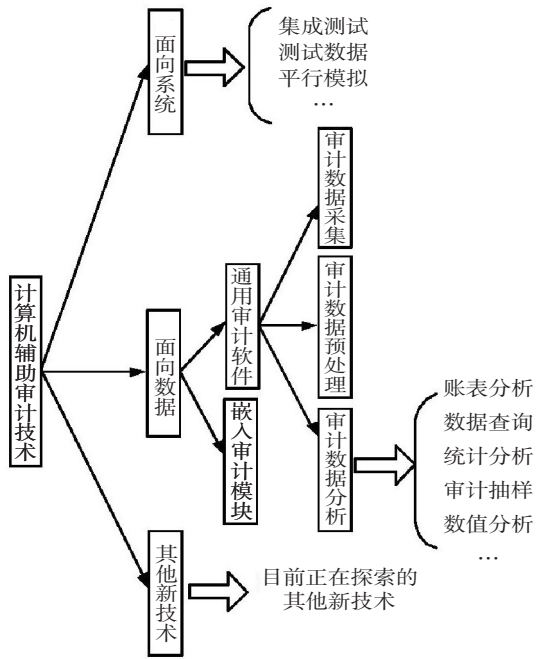 计算机辅助审计技术
面向系统
集成测试
测试数据
平行模拟
…
面向数据
通用审计软件
审计数据采集
审计数据预处理
审计数据分析
账表分析
数据查询
统计分析
审计抽样
数值分析
…
嵌入审计模块
其他新技术
目前正在探索的
其他新技术